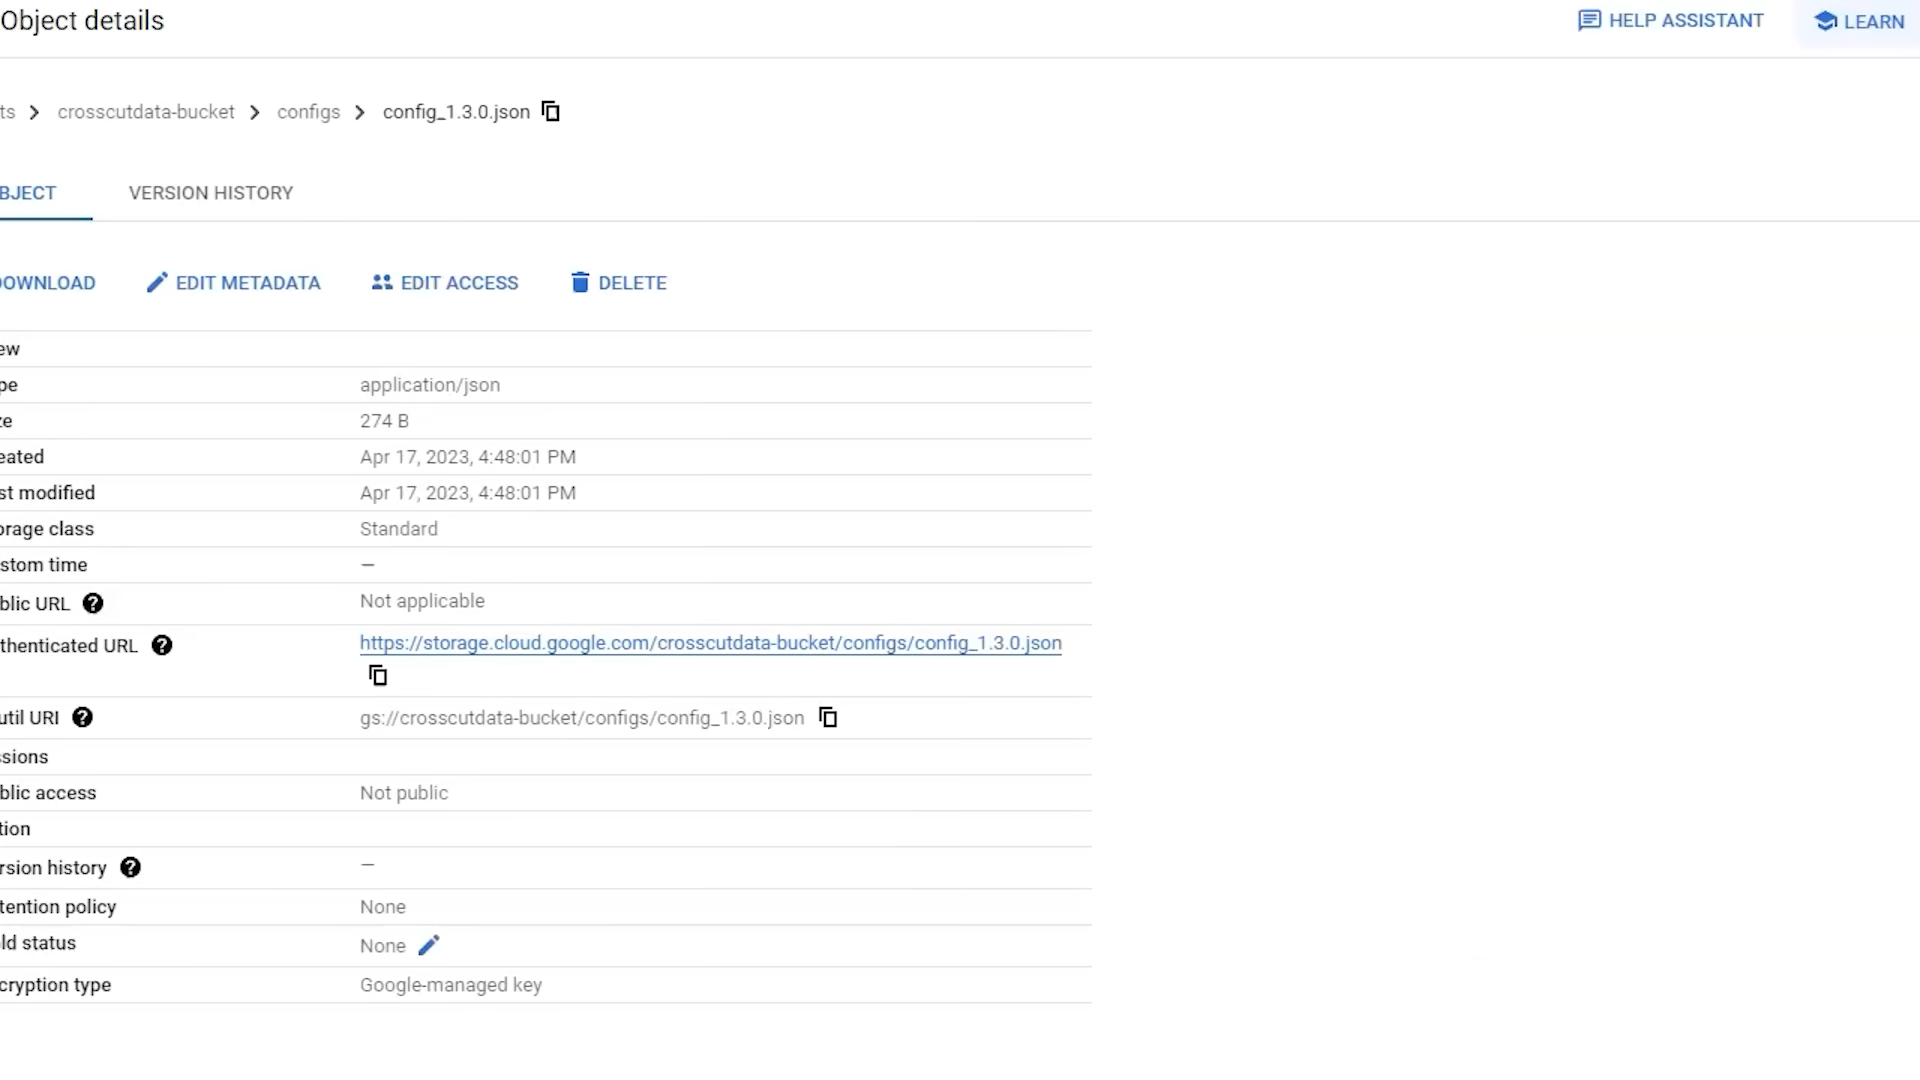 Object details
HELP ASSISTANT
LEARN
ts > crosscutdata-bucket > configs > config_1.3.0.json
BJECT
VERSION HISTORY
DOWNLOAD
EDIT METADATA
EDIT ACCESS
DELETE
ew
pe application/json
ze 274 B
eated Apr 17, 2023, 4:48:01 PM
st modified Apr 17, 2023, 4:48:01 PM
orage class Standard
stom time —
blic URL Not applicable
thenticated URL https://storage.cloud.google.com/crosscutdata-bucket/configs/config_1.3.0.json
util URI gs://crosscutdata-bucket/configs/config_1.3.0.json
ssions
blic access Not public
tion
rsion history —
tention policy None
ld status None
cryption type Google-managed key